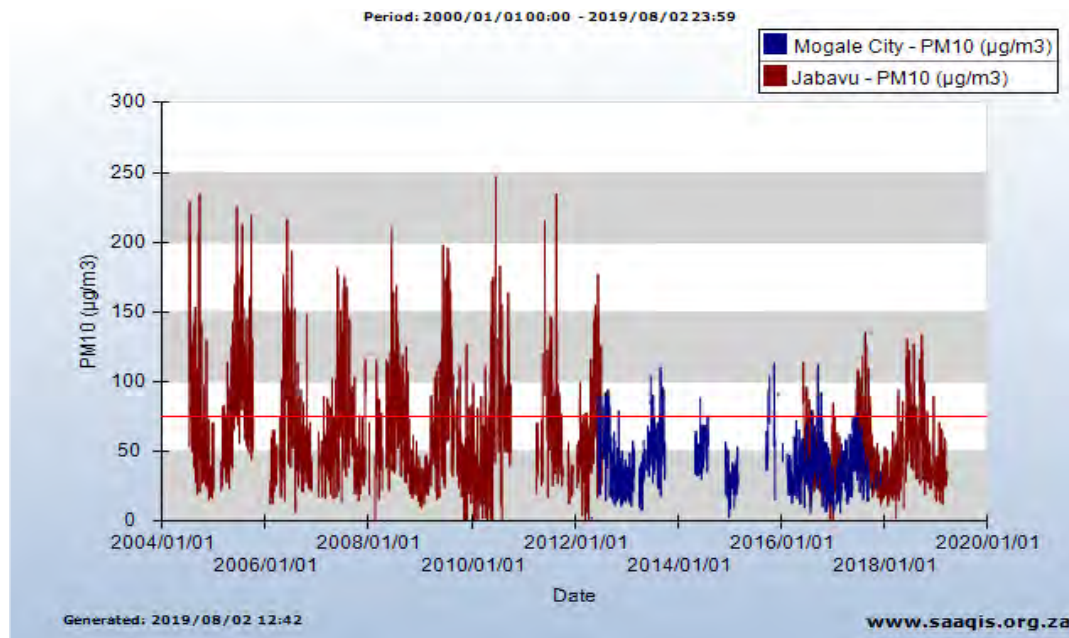 Period: 2000/01/01 00:00 - 2019/08/02 23:59
Mogale City - PM10 (µg/m3)
Jabavu - PM10 (µg/m3)
300
250
200
150
100
50
0
PM10 (µg/m3)
2004/01/01 2008/01/01 2012/01/01 2016/01/01 2020/01/01
2006/01/01 2010/01/01 2014/01/01 2018/01/01
Date
Generated: 2019/08/02 12:42
www.saaqis.org.za